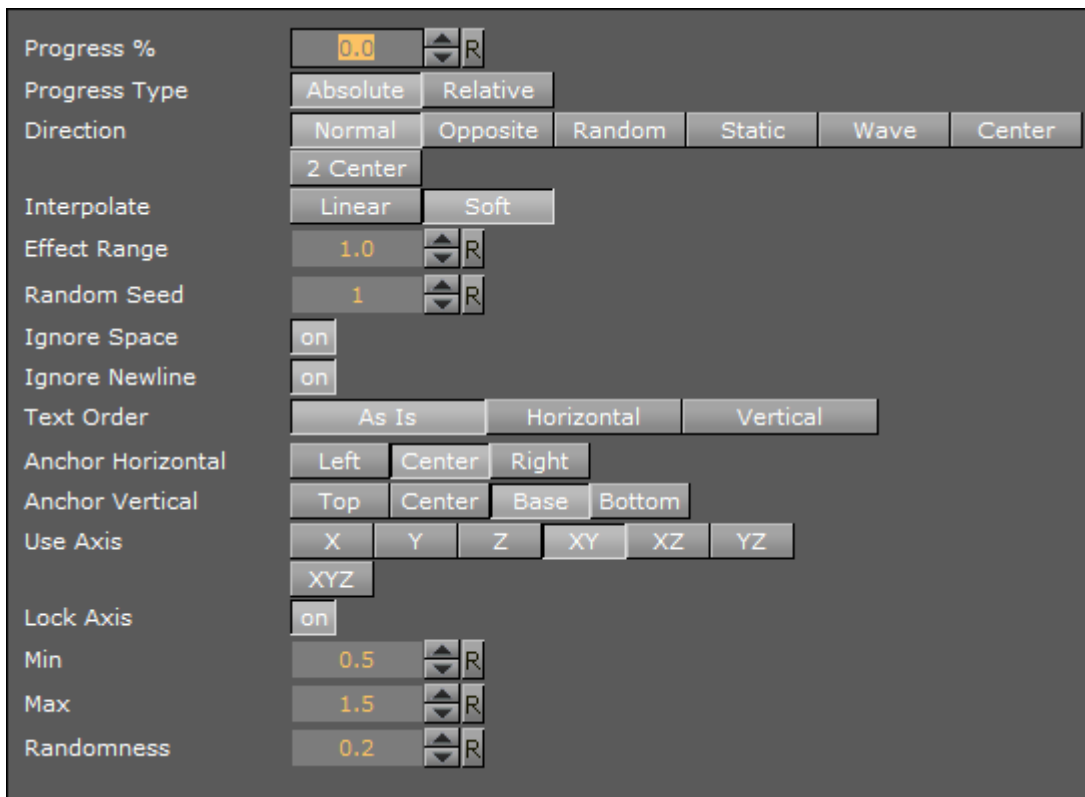 Progress % 0.0 R
Progress Type Absolute Relative
Direction Normal Opposite Random Static Wave Center
2 Center
Interpolate Linear Soft
Effect Range 1.0 R
Random Seed 1 R
Ignore Space on
Ignore Newline on
Text Order As Is Horizontal Vertical
Anchor Horizontal Left Center Right
Anchor Vertical Top Center Base Bottom
Use Axis X Y Z XY XZ YZ
XYZ
Lock Axis on
Min 0.5 R
Max 1.5 R
Randomness 0.2 R